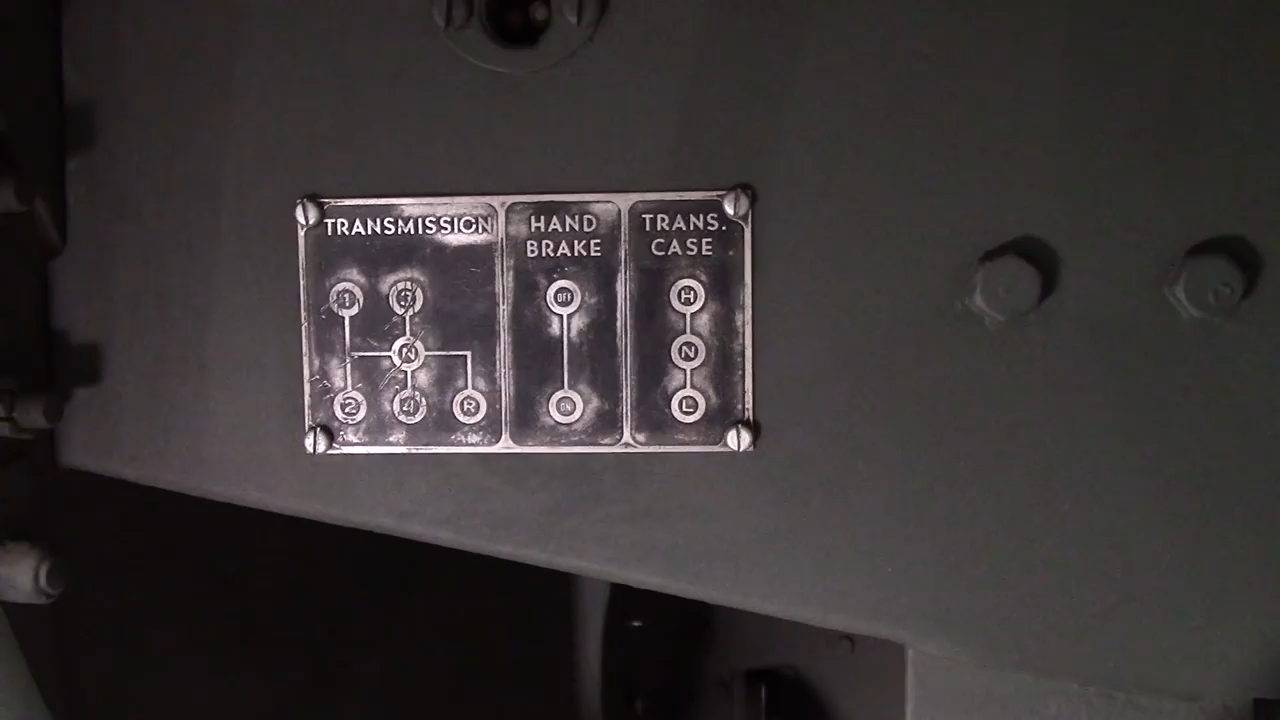 TRANSMISSION
1 3
N
2 4 R
HAND
BRAKE
OFF
ON
TRANS.
CASE
H
N
L